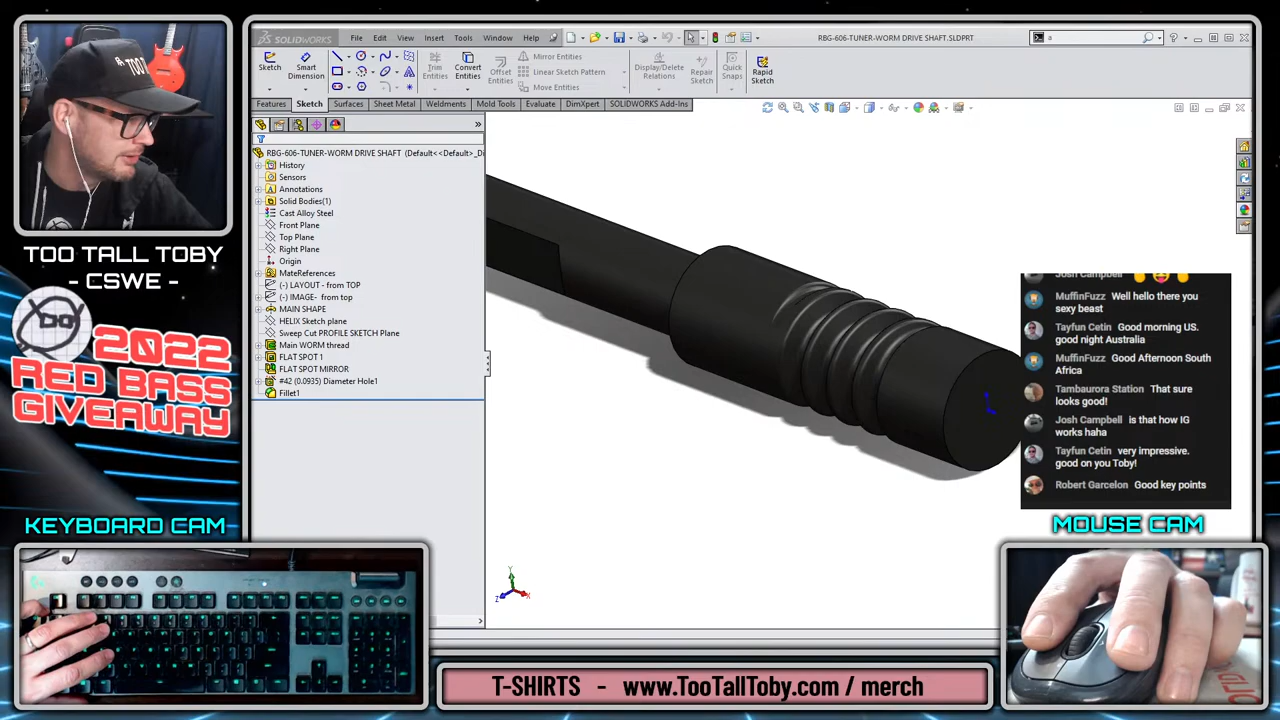 SOLIDWORKS
File Edit View Insert Tools Window Help
RBG-606-TUNER-WORM DRIVE SHAFT.SLDPRT
Sketch
Smart Dimension
Trim Entities
Convert Entities
Offset Entities
Mirror Entities
Linear Sketch Pattern
Move Entities
Display/Delete Relations
Repair Sketch
Quick Snaps
Rapid Sketch
Features Sketch Surfaces Sheet Metal Weldments Mold Tools Evaluate DimXpert SOLIDWORKS Add-Ins
RBG-606-TUNER-WORM DRIVE SHAFT (Default<<Default>_Di
History
Sensors
Annotations
Solid Bodies(1)
Cast Alloy Steel
Front Plane
Top Plane
Right Plane
Origin
MateReferences
(-) LAYOUT - from TOP
(-) IMAGE- from top
MAIN SHAPE
HELIX Sketch plane
Sweep Cut PROFILE SKETCH Plane
Main WORM thread
FLAT SPOT 1
FLAT SPOT MIRROR
#42 (0.0935) Diameter Hole1
Fillet1
Y
X
Z
TOO TALL TOBY
- CSWE -
2022
RED BASS
GIVEAWAY
KEYBOARD CAM
Josh Campbell
MuffinFuzz Well hello there you
sexy beast
Tayfun Cetin Good morning US.
good night Australia
MuffinFuzz Good Afternoon South
Africa
Tambaurora Station That sure
looks good!
Josh Campbell is that how IG
works haha
Tayfun Cetin very impressive.
good on you Toby!
Robert Garcelon Good key points
MOUSE CAM
T-SHIRTS - www.TooTallToby.com / merch